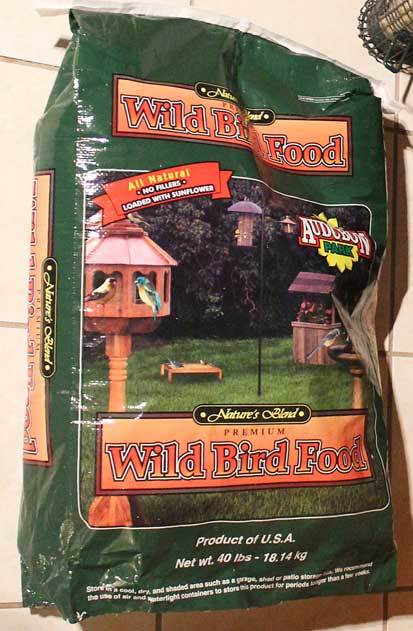 • Nature's Blend •
Wild Bird Food
All Natural
• NO FILLERS •
LOADED WITH SUNFLOWER
AUDUBON
PARK
• Nature's Blend •
PREMIUM
Wild Bird Food
Product of U.S.A.
Net wt. 40 lbs - 18.14 kg
Store in a cool, dry, and shaded area such as a garage, shed or patio storage. We recommend
the use of air and watertight containers to store this product for periods longer than a few weeks.
• Nature's Blend •
PREMIUM